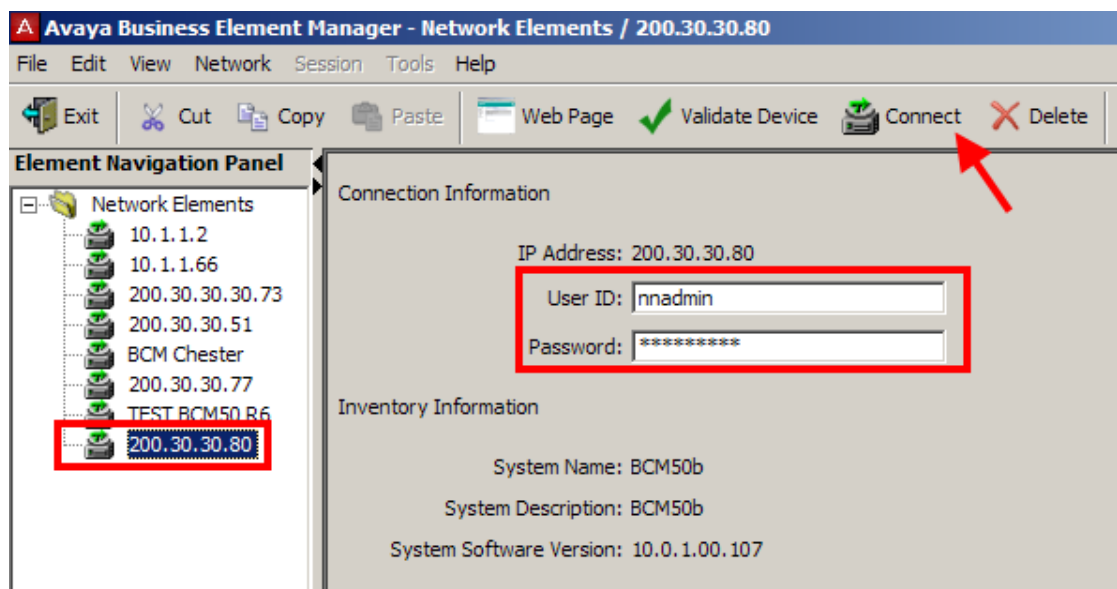 A Avaya Business Element Manager - Network Elements / 200.30.30.80
File Edit View Network Session Tools Help
Exit Cut Copy Paste Web Page Validate Device Connect Delete
Element Navigation Panel
Network Elements
10.1.1.2
10.1.1.66
200.30.30.30.73
200.30.30.51
BCM Chester
200.30.30.77
TEST BCM50 R6
200.30.30.80
Connection Information
IP Address: 200.30.30.80
User ID: nnadmin
Password: *********
Inventory Information
System Name: BCM50b
System Description: BCM50b
System Software Version: 10.0.1.00.107